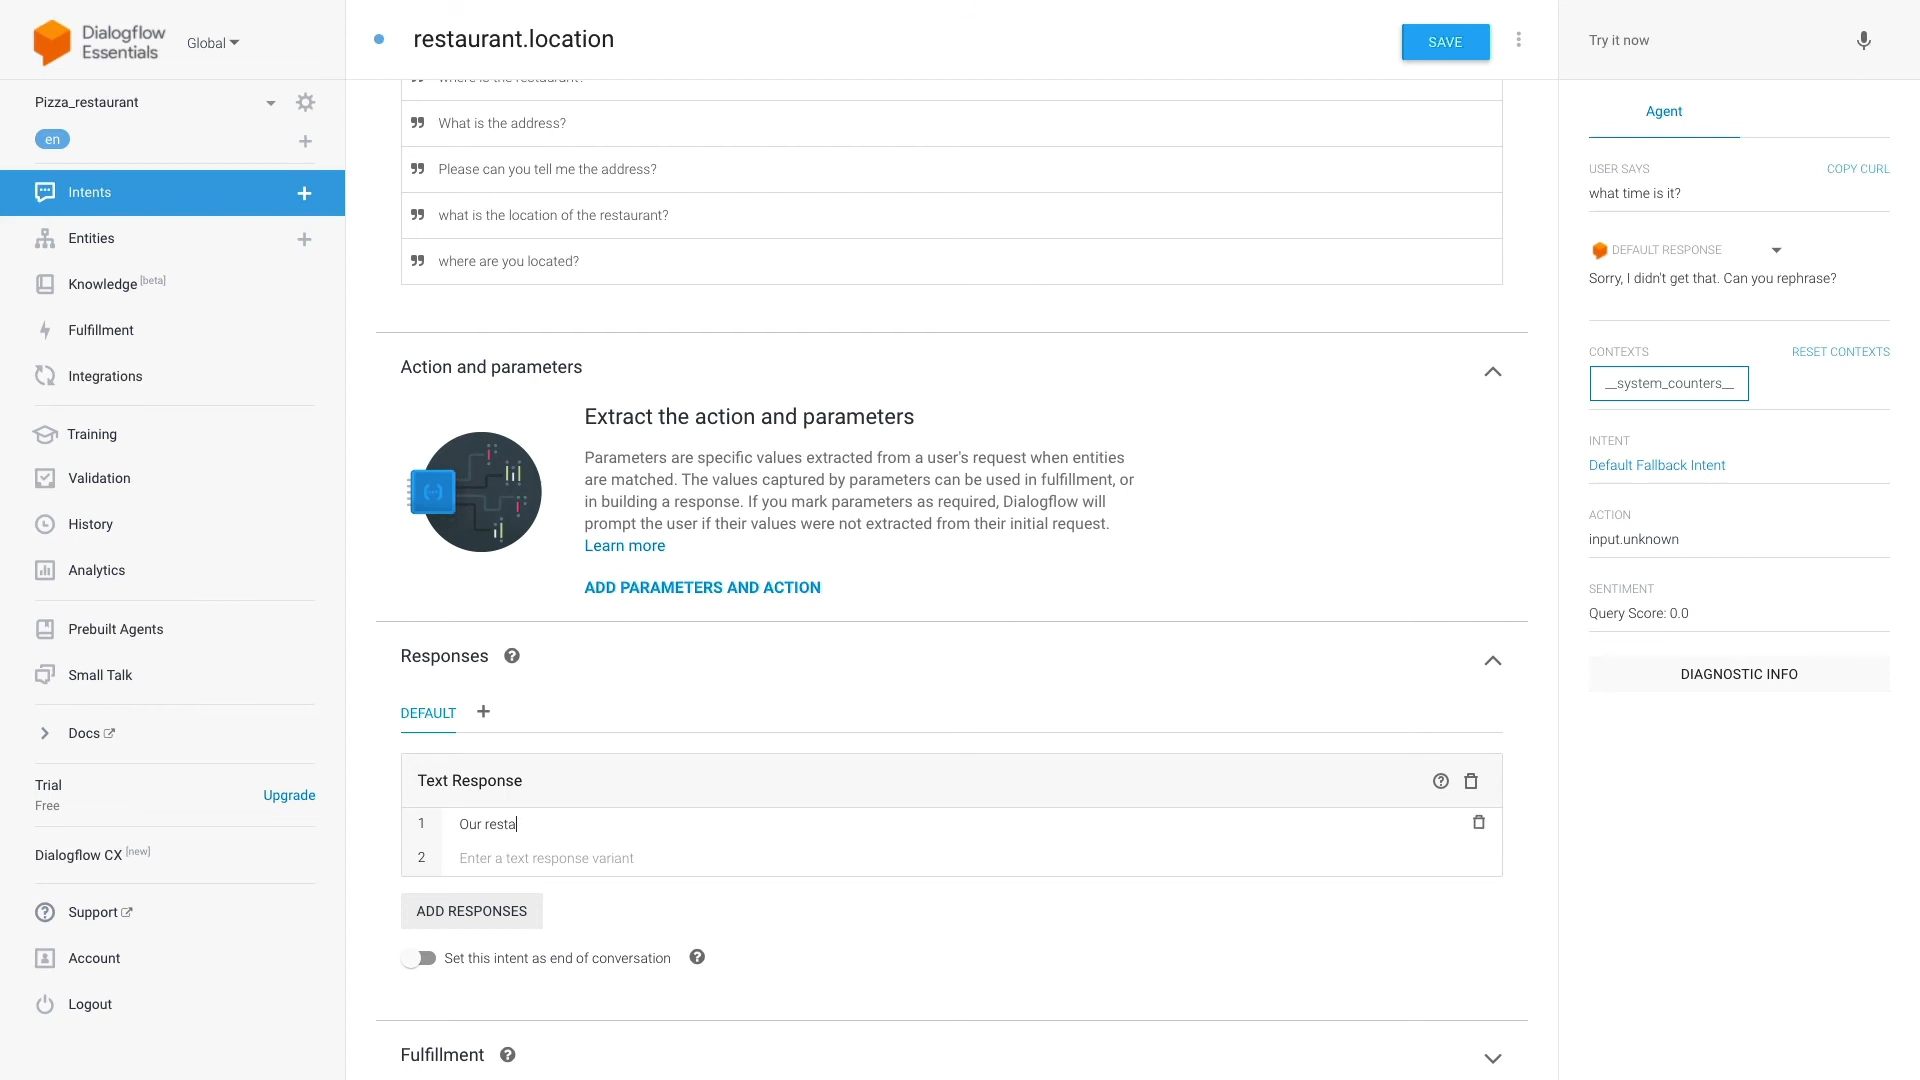 Dialogflow
Essentials
Global
Pizza_restaurant
en
Intents
Entities
Knowledge [beta]
Fulfillment
Integrations
Training
Validation
History
Analytics
Prebuilt Agents
Small Talk
Docs
Trial
Free
Upgrade
Dialogflow CX [new]
Support
Account
Logout
restaurant.location
SAVE
where is the restaurant?
What is the address?
Please can you tell me the address?
what is the location of the restaurant?
where are you located?
Action and parameters
Extract the action and parameters
Parameters are specific values extracted from a user's request when entities
are matched. The values captured by parameters can be used in fulfillment, or
in building a response. If you mark parameters as required, Dialogflow will
prompt the user if their values were not extracted from their initial request.
Learn more
ADD PARAMETERS AND ACTION
Responses
DEFAULT
Text Response
1 Our resta
2 Enter a text response variant
ADD RESPONSES
Set this intent as end of conversation
Fulfillment
Try it now
Agent
USER SAYS
COPY CURL
what time is it?
DEFAULT RESPONSE
Sorry, I didn't get that. Can you rephrase?
CONTEXTS
RESET CONTEXTS
__system_counters__
INTENT
Default Fallback Intent
ACTION
input.unknown
SENTIMENT
Query Score: 0.0
DIAGNOSTIC INFO